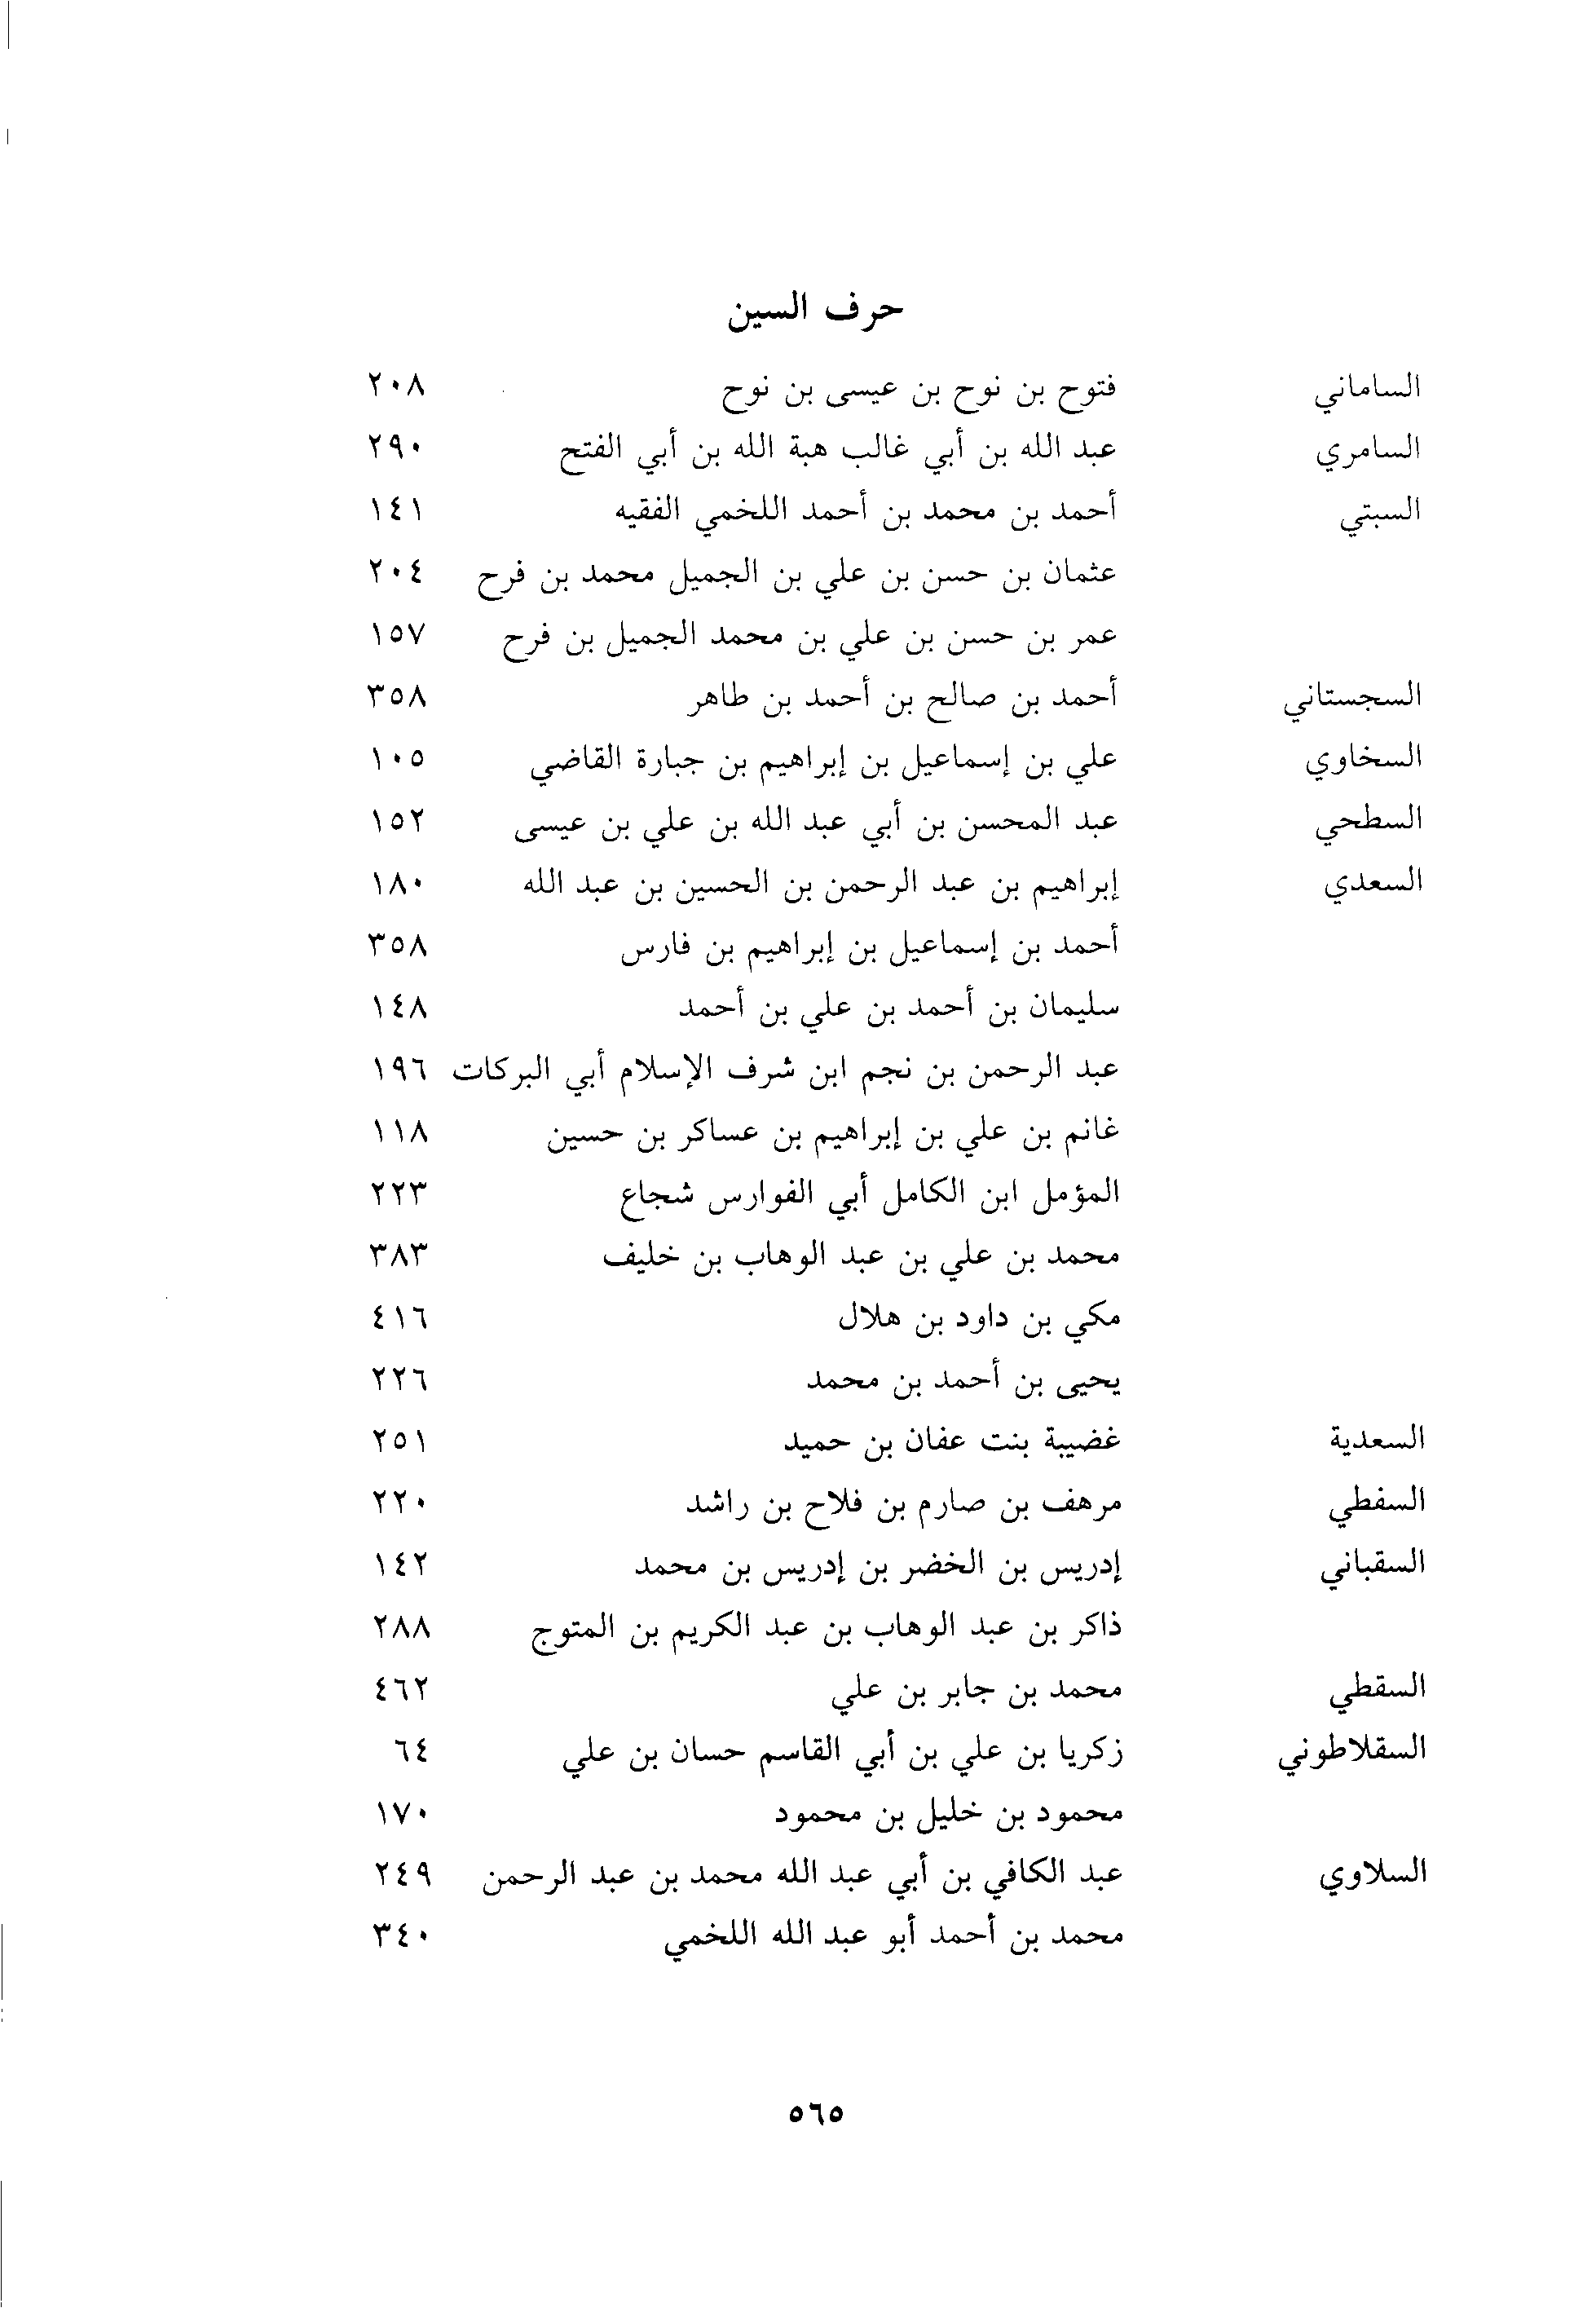 حرف السين
الساماني فتوح بن نوح بن عيسى بن نوح ٢٠٨
السامري عبد الله بن أبي غالب هبة الله بن أبي الفتح ٢٩٠
السبتي أحمد بن محمد بن أحمد اللخمي الفقيه ١٤١
عثمان بن حسن بن علي بن الجميل محمد بن فرح ٢٠٤
عمر بن حسن بن علي بن محمد الجميل بن فرح ١٥٧
السجستاني أحمد بن صالح بن أحمد بن طاهر ٣٥٨
السخاوي علي بن إسماعيل بن إبراهيم بن جبارة القاضي ١٠٥
السطحي عبد المحسن بن أبي عبد الله بن علي بن عيسى ١٥٢
السعدي إبراهيم بن عبد الرحمن بن الحسين بن عبد الله ١٨٠
أحمد بن إسماعيل بن إبراهيم بن فارس ٣٥٨
سليمان بن أحمد بن علي بن أحمد ١٤٨
عبد الرحمن بن نجم ابن شرف الإسلام أبي البركات ١٩٦
غانم بن علي بن إبراهيم بن عساكر بن حسين ١١٨
المؤمل ابن الكامل أبي الفوارس شجاع ٢٢٣
محمد بن علي بن عبد الوهاب بن خليف ٣٨٣
مكي بن داود بن هلال ٤١٦
يحيى بن أحمد بن محمد ٢٢٦
السعدية غضيبة بنت عفان بن حميد ٢٥١
السفطي مرهف بن صارم بن فلاح بن راشد ٢٢٠
السقباني إدريس بن الخضر بن إدريس بن محمد ١٤٢
ذاكر بن عبد الوهاب بن عبد الكريم بن المتوج ٢٨٨
السقطي محمد بن جابر بن علي ٤٦٢
السقلاطوني زكريا بن علي بن أبي القاسم حسان بن علي ٦٤
محمود بن خليل بن محمود ١٧٠
السلاوي عبد الكافي بن أبي عبد الله محمد بن عبد الرحمن ٢٤٩
محمد بن أحمد أبو عبد الله اللخمي ٣٤٠
٥٦٥